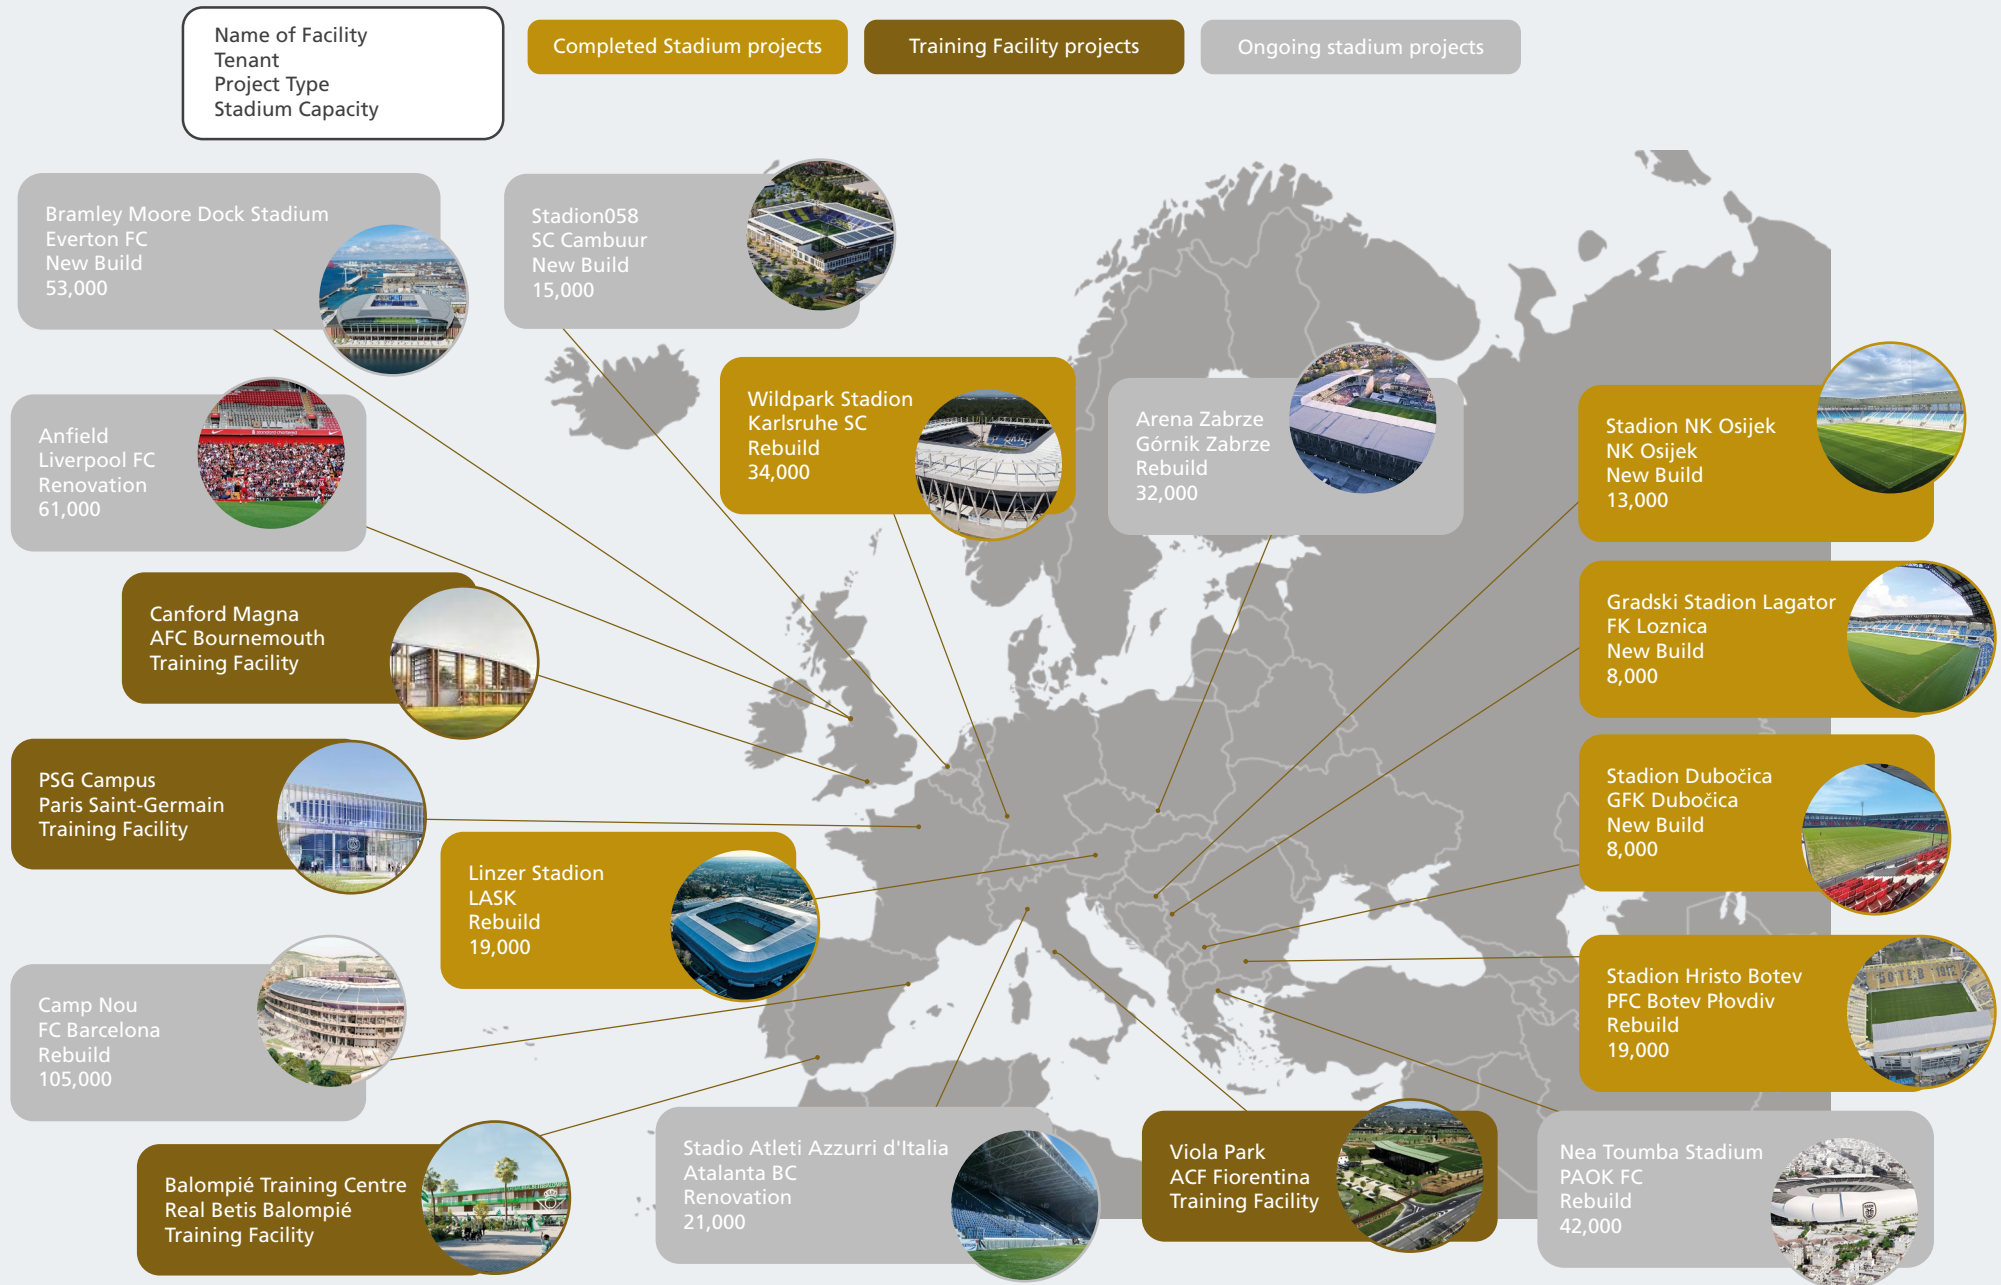 Name of Facility
Tenant
Project Type
Stadium Capacity
Completed Stadium projects
Training Facility projects
Ongoing stadium projects
Bramley Moore Dock Stadium
Everton FC
New Build
53,000
Stadion058
SC Cambuur
New Build
15,000
Wildpark Stadion
Karlsruhe SC
Rebuild
34,000
Arena Zabrze
Górnik Zabrze
Rebuild
32,000
Stadion NK Osijek
NK Osijek
New Build
13,000
Anfield
Liverpool FC
Renovation
61,000
Gradski Stadion Lagator
FK Loznica
New Build
8,000
Canford Magna
AFC Bournemouth
Training Facility
PSG Campus
Paris Saint-Germain
Training Facility
Stadion Dubočica
GFK Dubočica
New Build
8,000
Linzer Stadion
LASK
Rebuild
19,000
Camp Nou
FC Barcelona
Rebuild
105,000
Stadion Hristo Botev
PFC Botev Płovdiv
Rebuild
19,000
Balompié Training Centre
Real Betis Balompié
Training Facility
Stadio Atleti Azzurri d'Italia
Atalanta BC
Renovation
21,000
Viola Park
ACF Fiorentina
Training Facility
Nea Toumba Stadium
PAOK FC
Rebuild
42,000